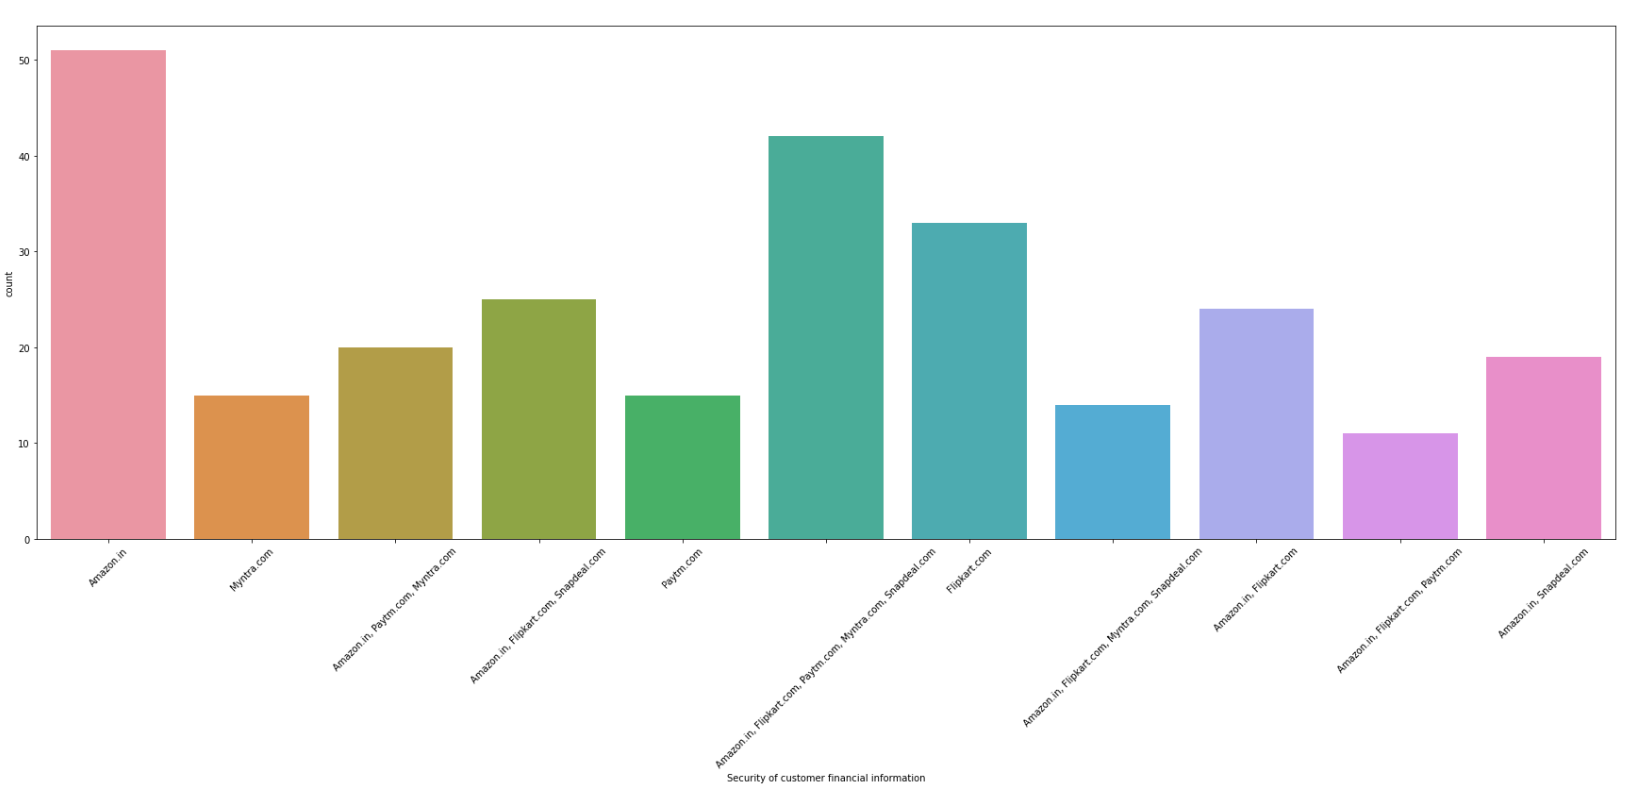 50
40
30
20
10
0
count
Amazon.in
Myntra.com
Amazon.in, Paytm.com, Myntra.com
Amazon.in, Flipkart.com, Snapdeal.com
Paytm.com
Amazon.in, Flipkart.com, Paytm.com, Myntra.com, Snapdeal.com
Flipkart.com
Amazon.in, Flipkart.com, Myntra.com, Snapdeal.com
Amazon.in, Flipkart.com
Amazon.in, Flipkart.com, Paytm.com
Amazon.in, Snapdeal.com
Security of customer financial information